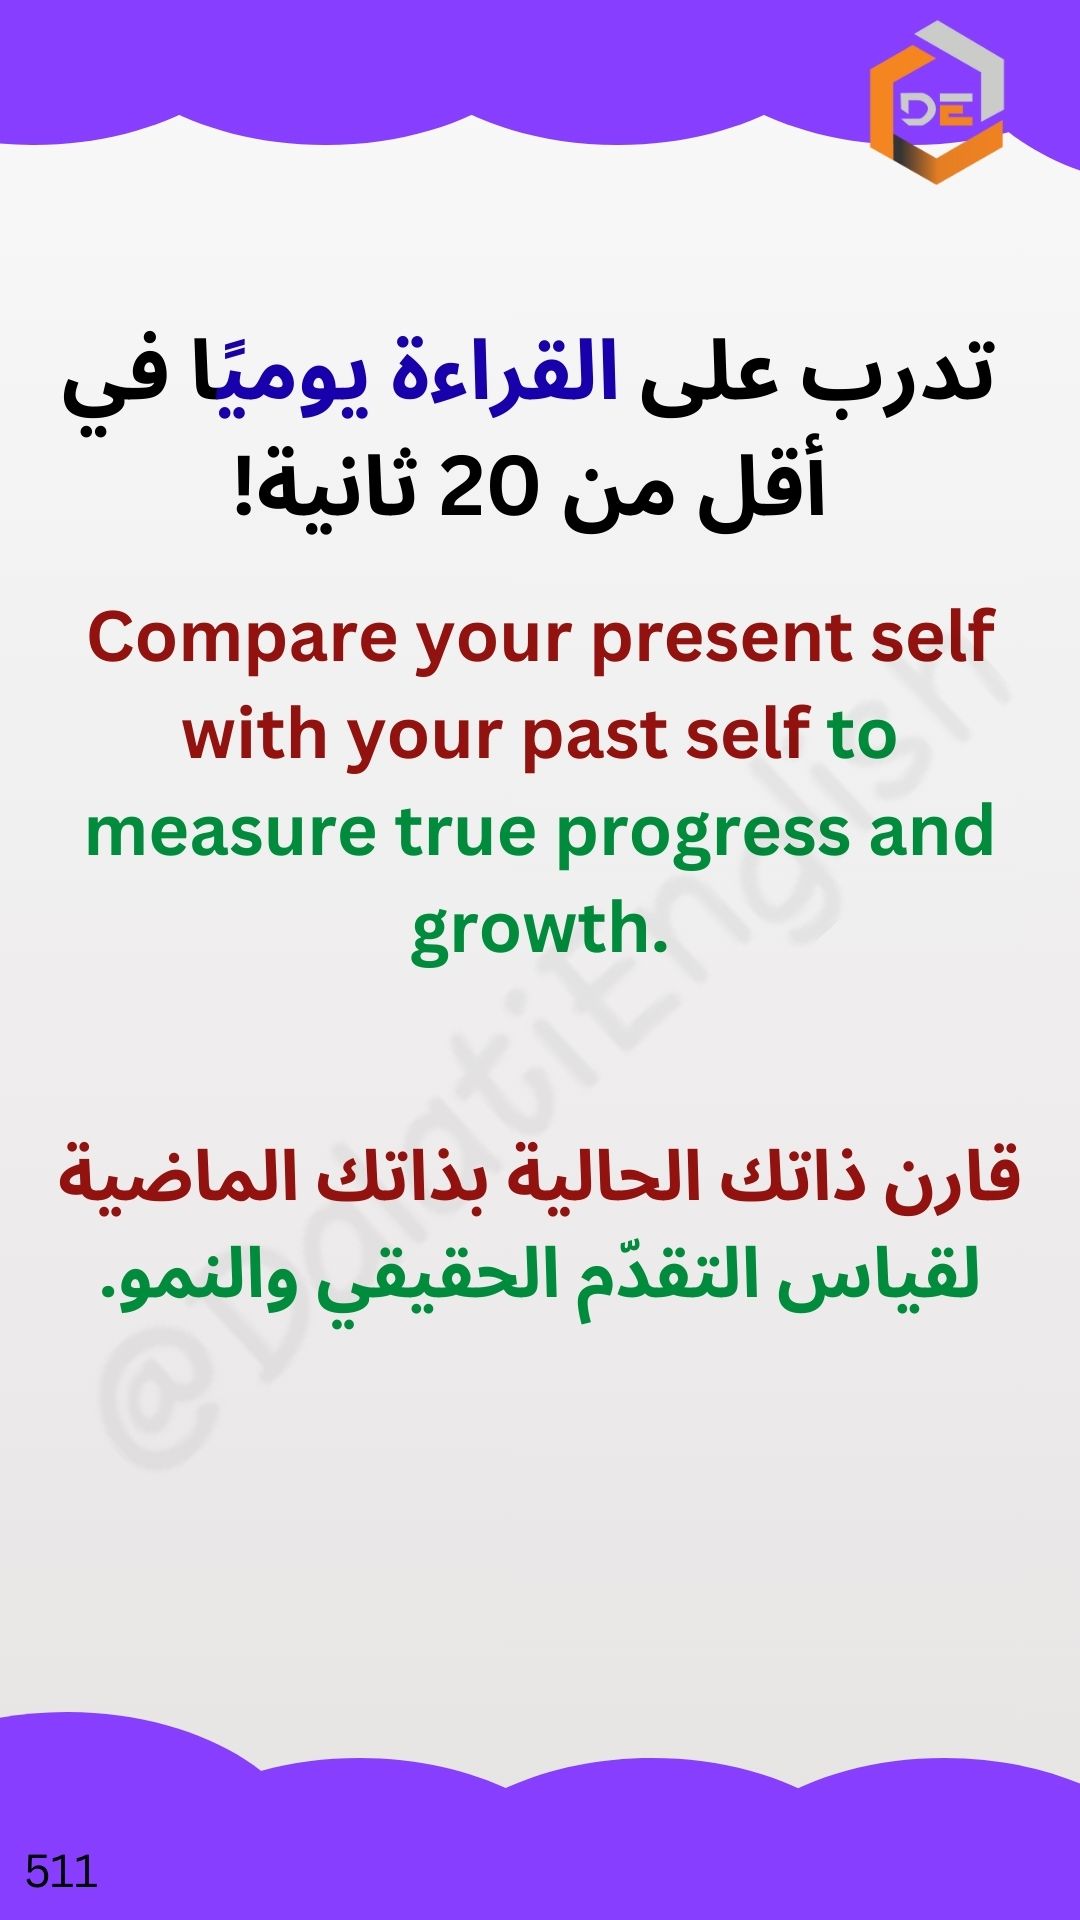 DE
تدرب على القراءة يوميًا في
أقل من 20 ثانية!
Compare your present self
with your past self to
measure true progress and
growth.
قارن ذاتك الحالية بذاتك الماضية
لقياس التقدّم الحقيقي والنمو.
@DalatiEnglish
511